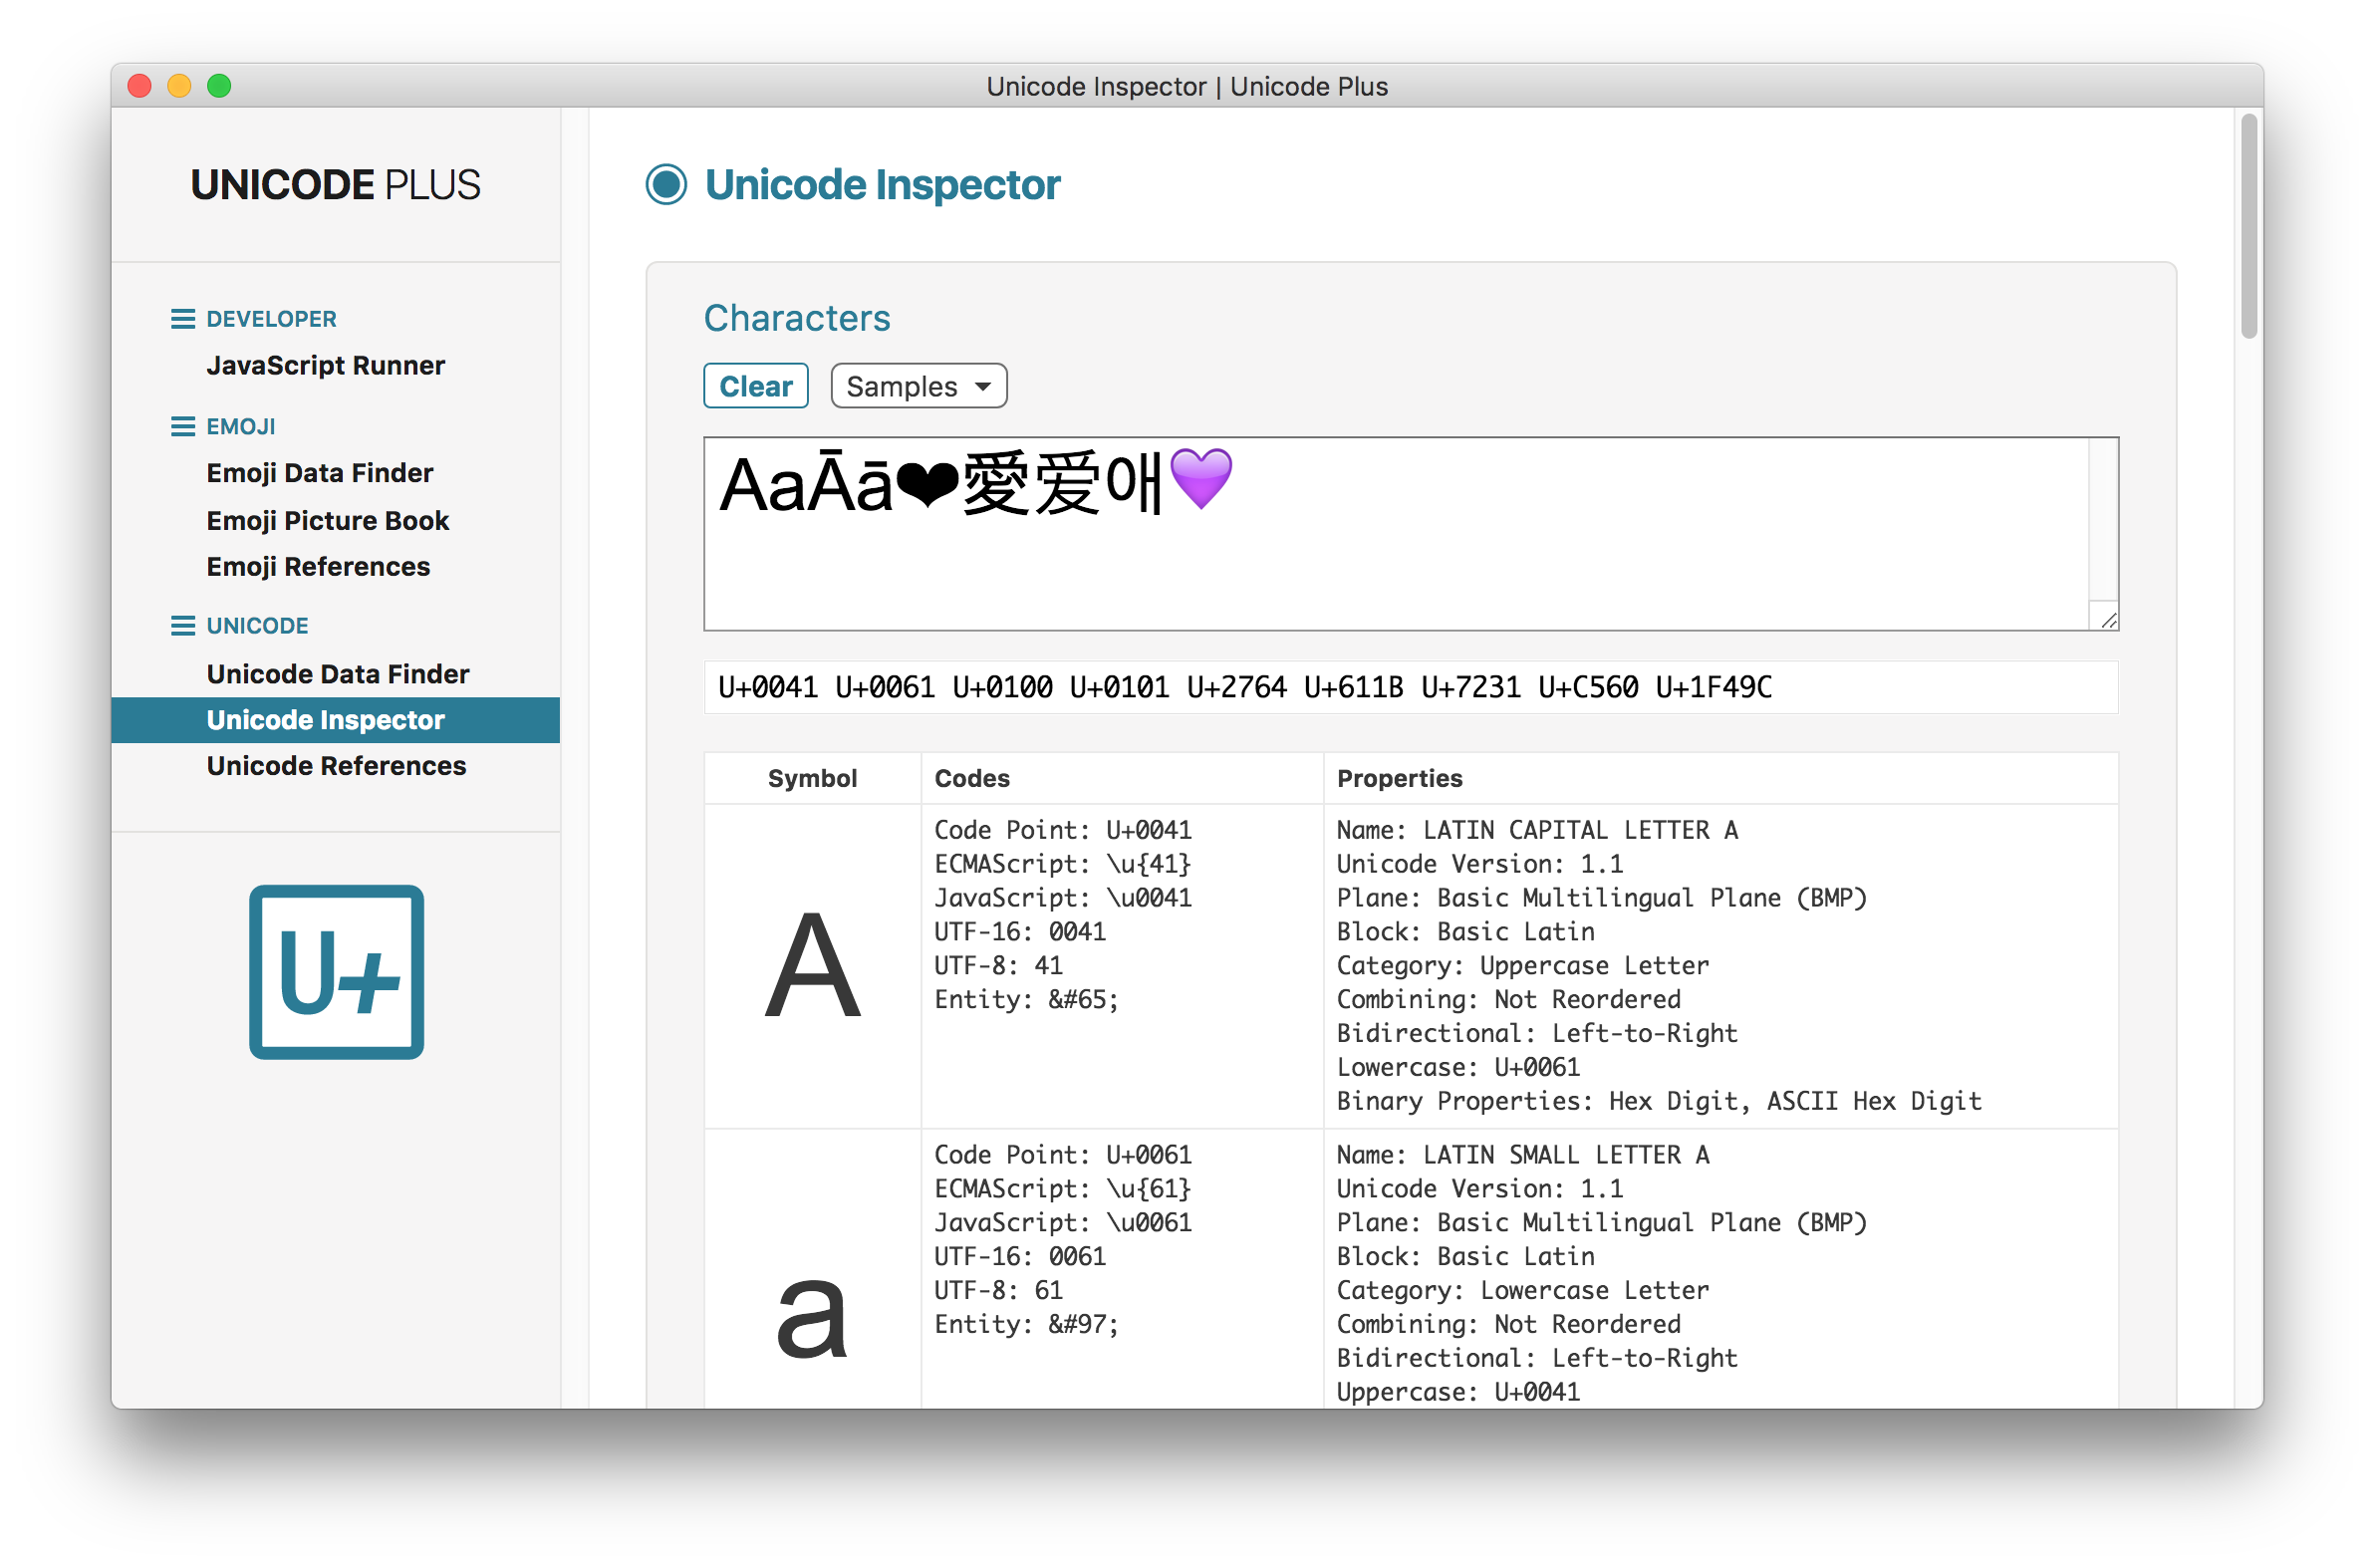 Unicode Inspector | Unicode Plus
UNICODE PLUS
DEVELOPER
JavaScript Runner
EMOJI
Emoji Data Finder
Emoji Picture Book
Emoji References
UNICODE
Unicode Data Finder
Unicode Inspector
Unicode References
U+
Unicode Inspector
Characters
Clear
Samples
AaĀā❤愛爱애💜
U+0041 U+0061 U+0100 U+0101 U+2764 U+611B U+7231 U+C560 U+1F49C
Symbol Codes Properties
A
Code Point: U+0041
ECMAScript: \u{41}
JavaScript: \u0041
UTF-16: 0041
UTF-8: 41
Entity: &#65;
Name: LATIN CAPITAL LETTER A
Unicode Version: 1.1
Plane: Basic Multilingual Plane (BMP)
Block: Basic Latin
Category: Uppercase Letter
Combining: Not Reordered
Bidirectional: Left-to-Right
Lowercase: U+0061
Binary Properties: Hex Digit, ASCII Hex Digit
a
Code Point: U+0061
ECMAScript: \u{61}
JavaScript: \u0061
UTF-16: 0061
UTF-8: 61
Entity: &#97;
Name: LATIN SMALL LETTER A
Unicode Version: 1.1
Plane: Basic Multilingual Plane (BMP)
Block: Basic Latin
Category: Lowercase Letter
Combining: Not Reordered
Bidirectional: Left-to-Right
Uppercase: U+0041